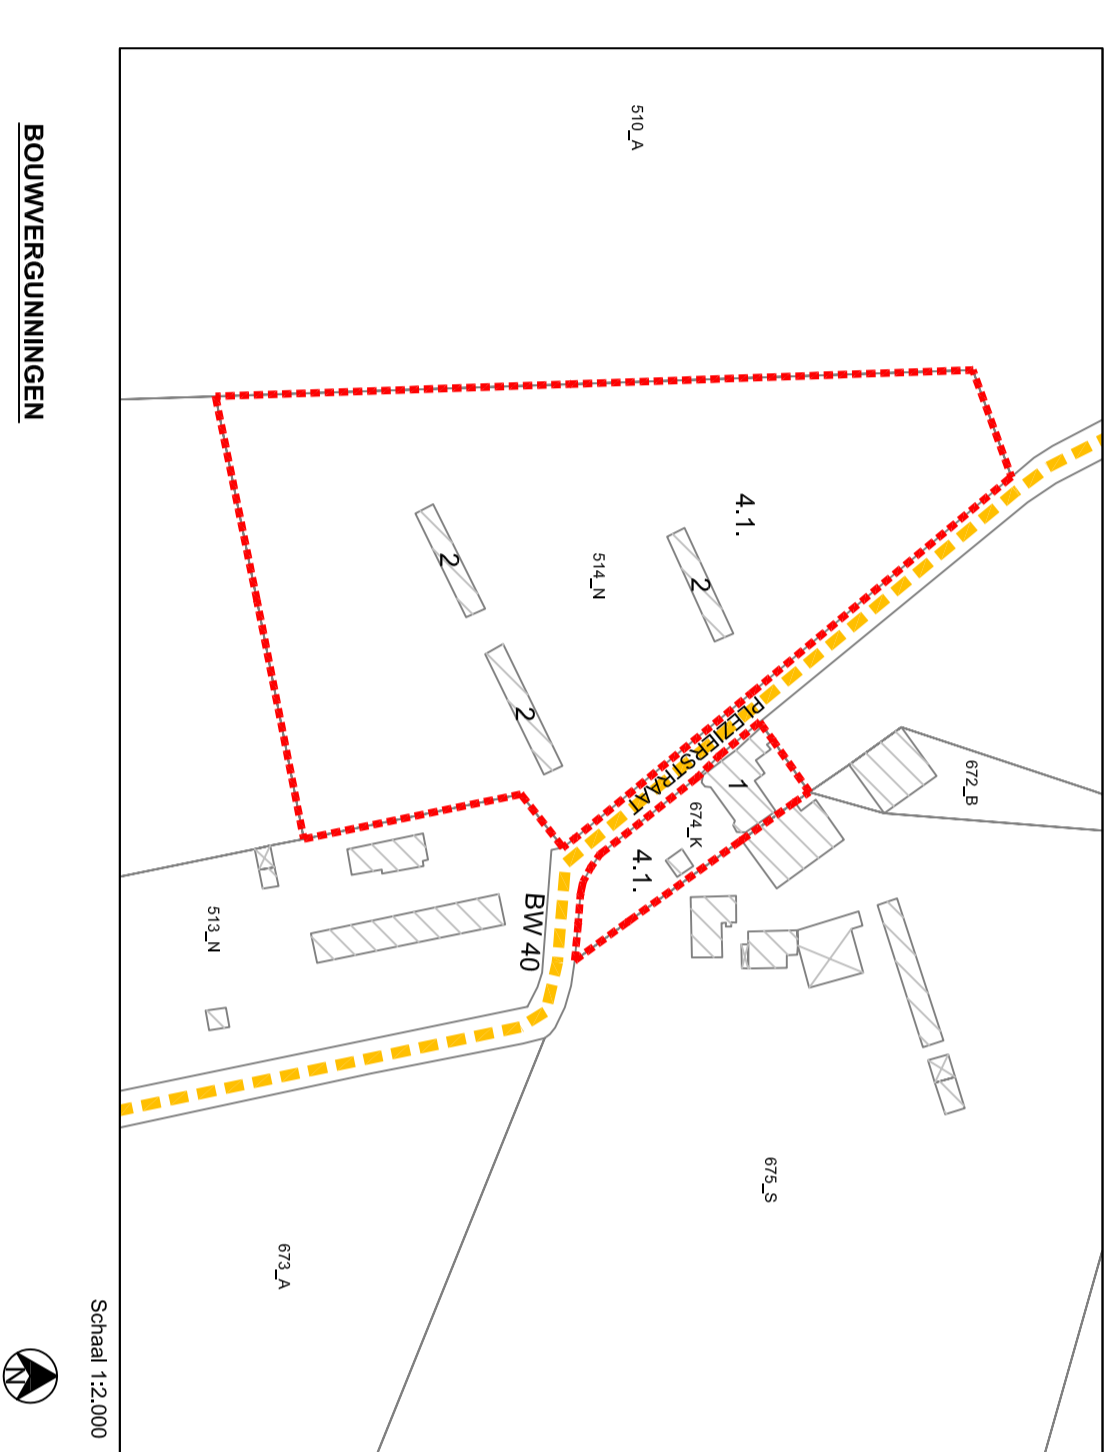 BOUWVERGUNNINGEN
510_A
4.1.
2
514_N
2
2
PLEZIERSTRAAT
1
672_B
674_K
4.1.
BW 40
513_N
675_S
673_A
Schaal 1:2.000
N